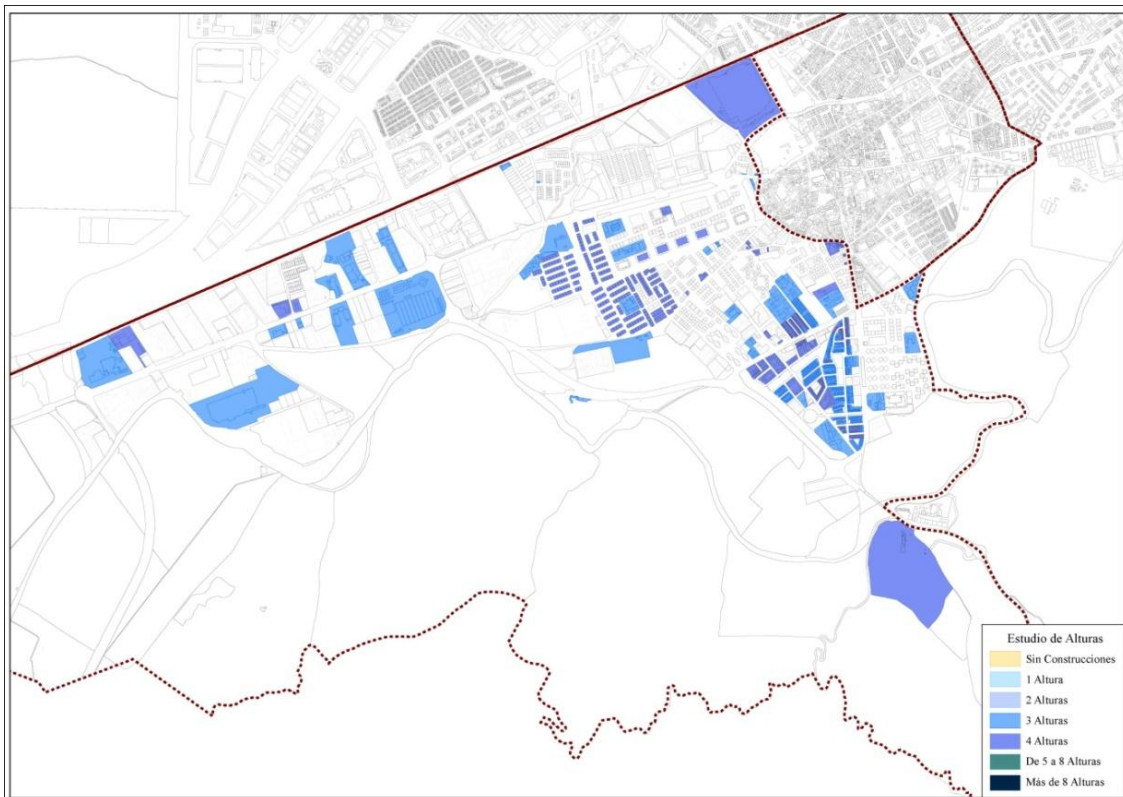 Estudio de Alturas
Sin Construcciones
1 Altura
2 Alturas
3 Alturas
4 Alturas
De 5 a 8 Alturas
Más de 8 Alturas